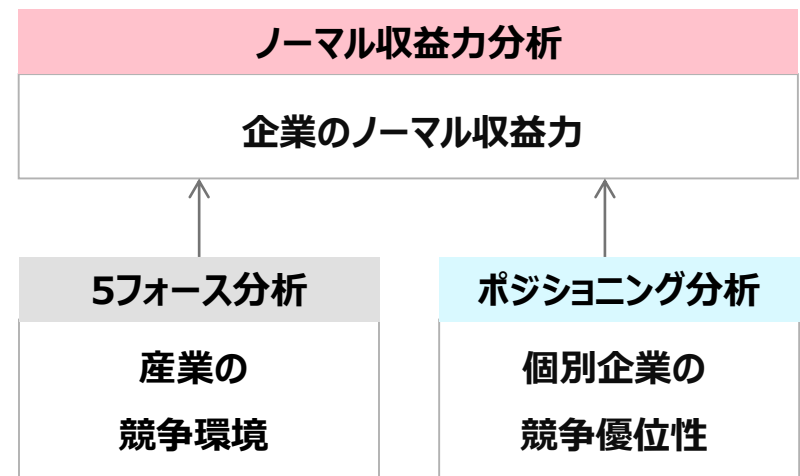 ノーマル収益力分析
企業のノーマル収益力
5フォース分析
産業の
競争環境
ポジショニング分析
個別企業の
競争優位性